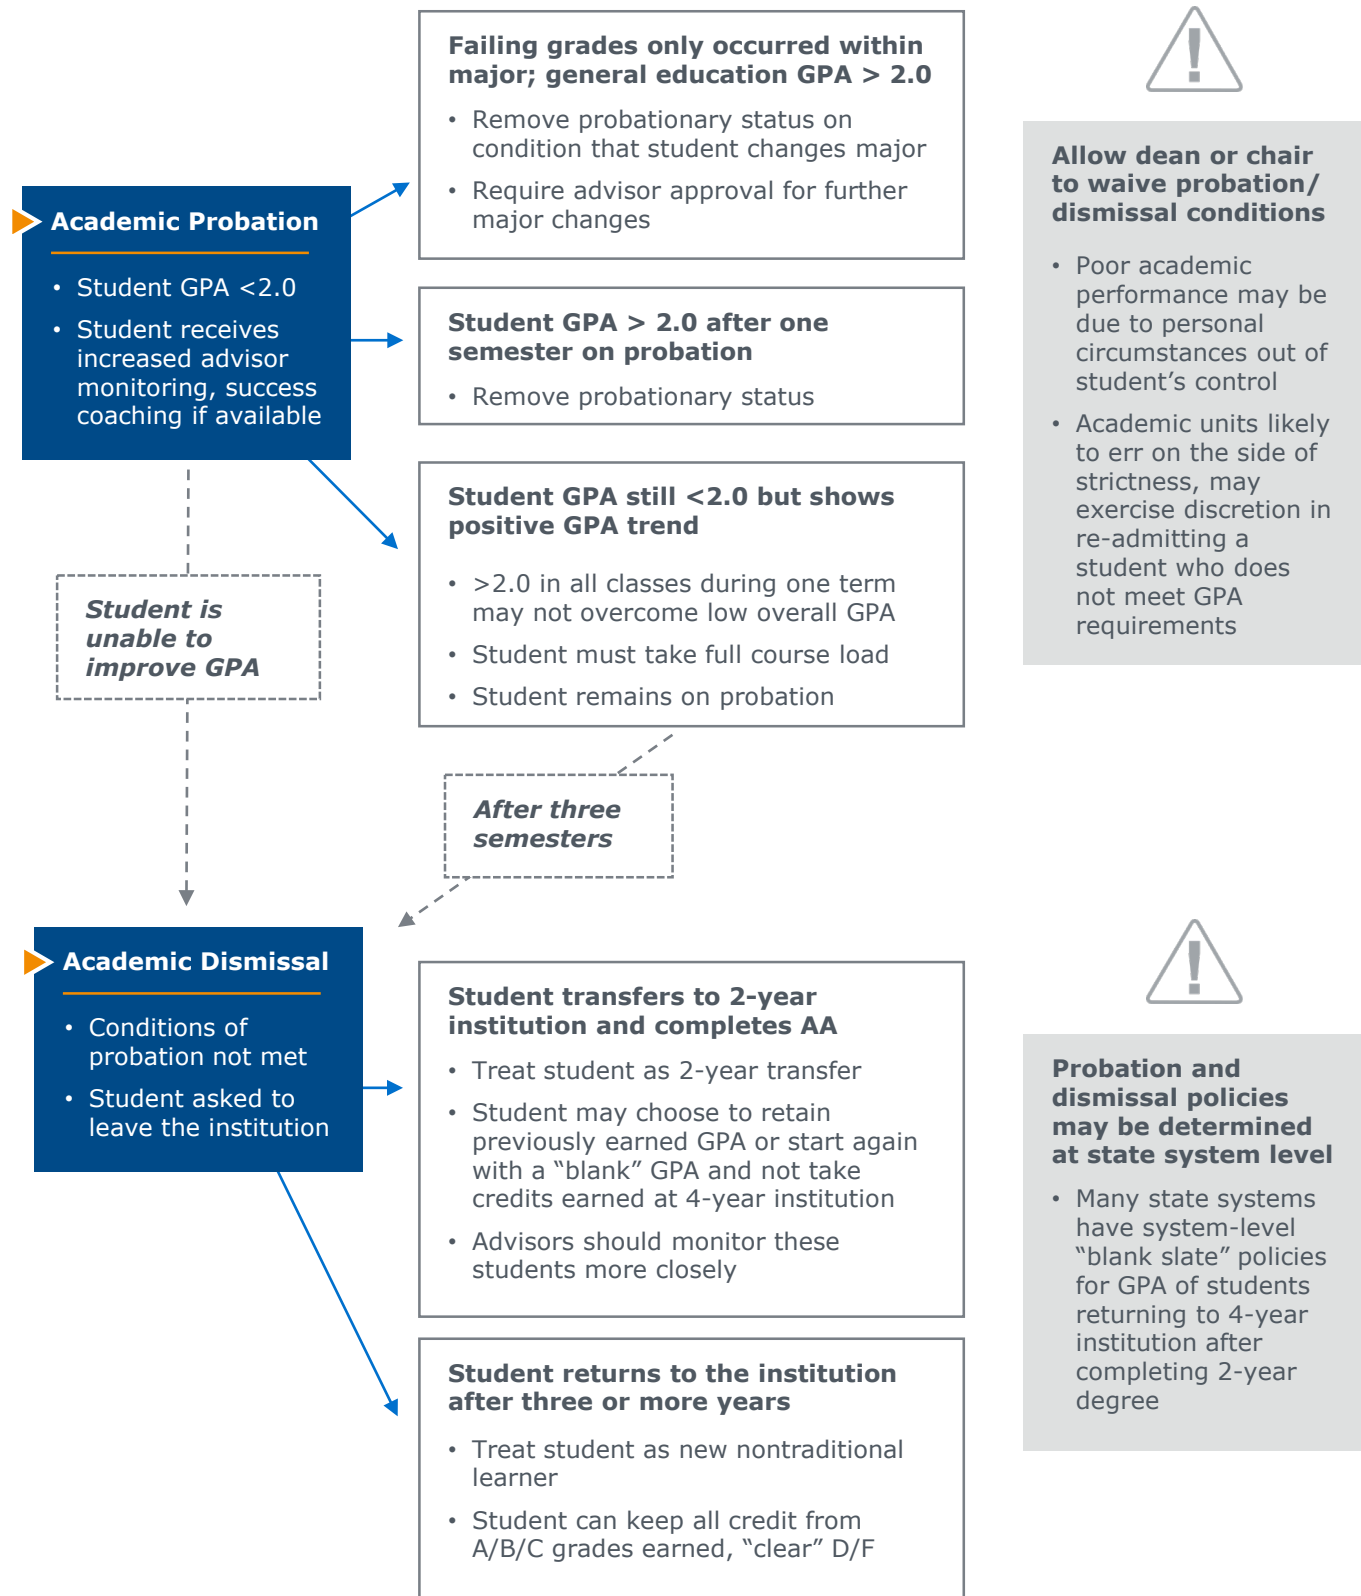 Failing grades only occurred within
major; general education GPA > 2.0
• Remove probationary status on
condition that student changes major
• Require advisor approval for further
major changes
Allow dean or chair
to waive probation/
dismissal conditions
• Poor academic
performance may be
due to personal
circumstances out of
student’s control
• Academic units likely
to err on the side of
strictness, may
exercise discretion in
re-admitting a
student who does
not meet GPA
requirements
Academic Probation
• Student GPA <2.0
• Student receives
increased advisor
monitoring, success
coaching if available
Student GPA > 2.0 after one
semester on probation
• Remove probationary status
Student GPA still <2.0 but shows
positive GPA trend
• >2.0 in all classes during one term
may not overcome low overall GPA
• Student must take full course load
• Student remains on probation
Student is
unable to
improve GPA
After three
semesters
Academic Dismissal
• Conditions of
probation not met
• Student asked to
leave the institution
Student transfers to 2-year
institution and completes AA
• Treat student as 2-year transfer
• Student may choose to retain
previously earned GPA or start again
with a “blank” GPA and not take
credits earned at 4-year institution
• Advisors should monitor these
students more closely
Probation and
dismissal policies
may be determined
at state system level
• Many state systems
have system-level
“blank slate” policies
for GPA of students
returning to 4-year
institution after
completing 2-year
degree
Student returns to the institution
after three or more years
• Treat student as new nontraditional
learner
• Student can keep all credit from
A/B/C grades earned, “clear” D/F